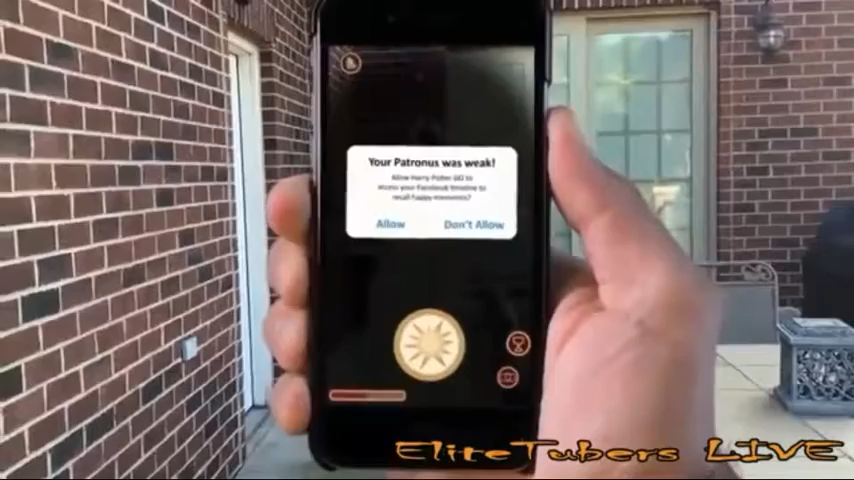 Your Patronus was weak!
Allow Harry Potter GO to
access your Facebook timeline to
recall happy memories?
Allow Don't Allow
EliteTubers LIVE